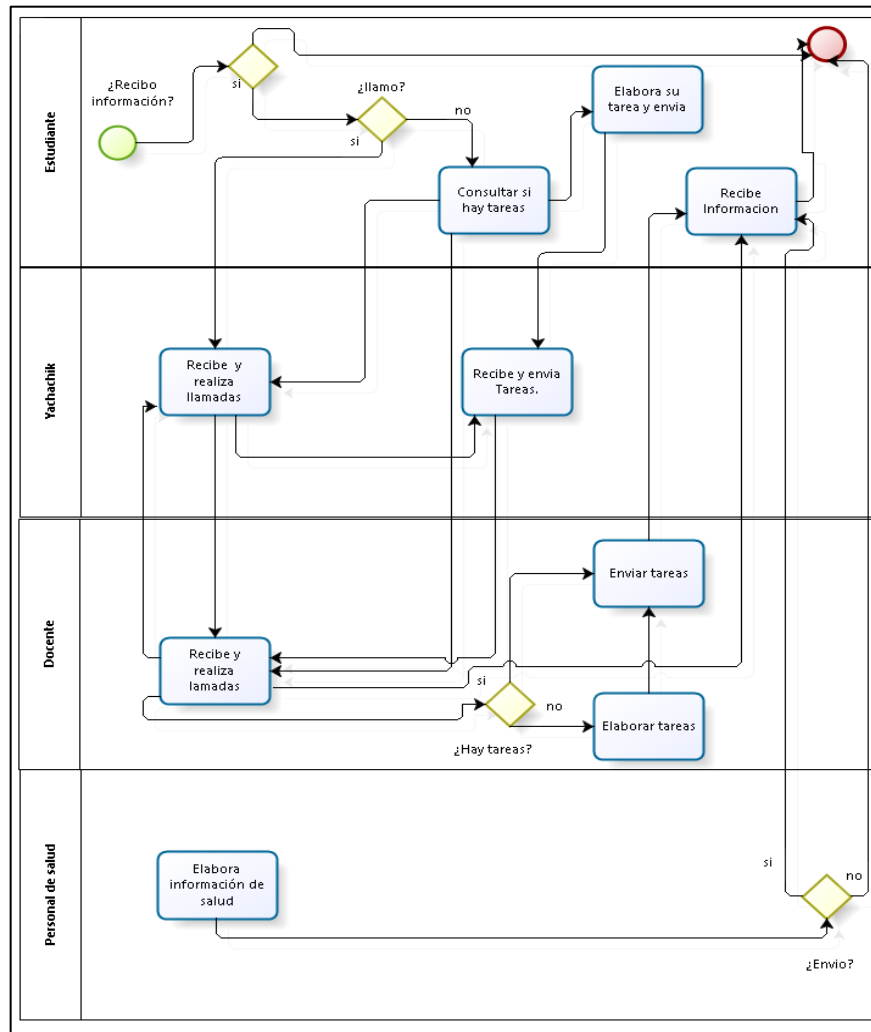 Estudiante
¿Recibo
información?
si
¿llamo?
no
si
Elabora su
tarea y envia
Consultar si
hay tareas
Recibe
Informacion
Yachachik
Recibe y
realiza
llamadas
Recibe y envia
Tareas.
Docente
Enviar tareas
Recibe y
realiza
lamadas
si
no
¿Hay tareas?
Elaborar tareas
Personal de salud
Elabora
información de
salud
si
no
¿Envio?